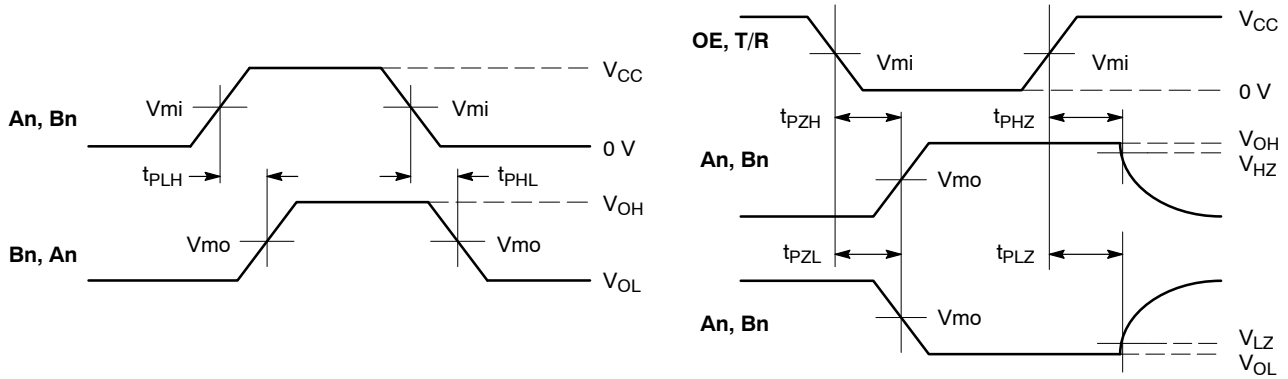 An, Bn
Vmi
Vmi
VCC
0 V
tPLH
tPHL
Bn, An
Vmo
Vmo
VOH
VOL
OE, T/R
Vmi
Vmi
VCC
0 V
tPZH
tPHZ
An, Bn
Vmo
VOH
VHZ
tPZL
tPLZ
An, Bn
Vmo
VLZ
VOL